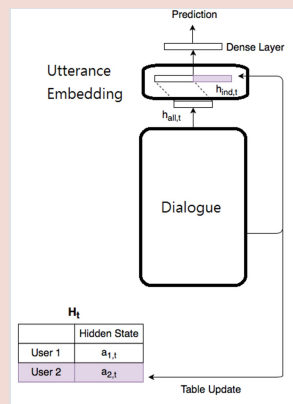 Prediction
Dense Layer
Utterance
Embedding
h_ind,t
h_all,t
Dialogue
H_t
Hidden State
User 1 a_1,t
User 2 a_2,t
Table Update